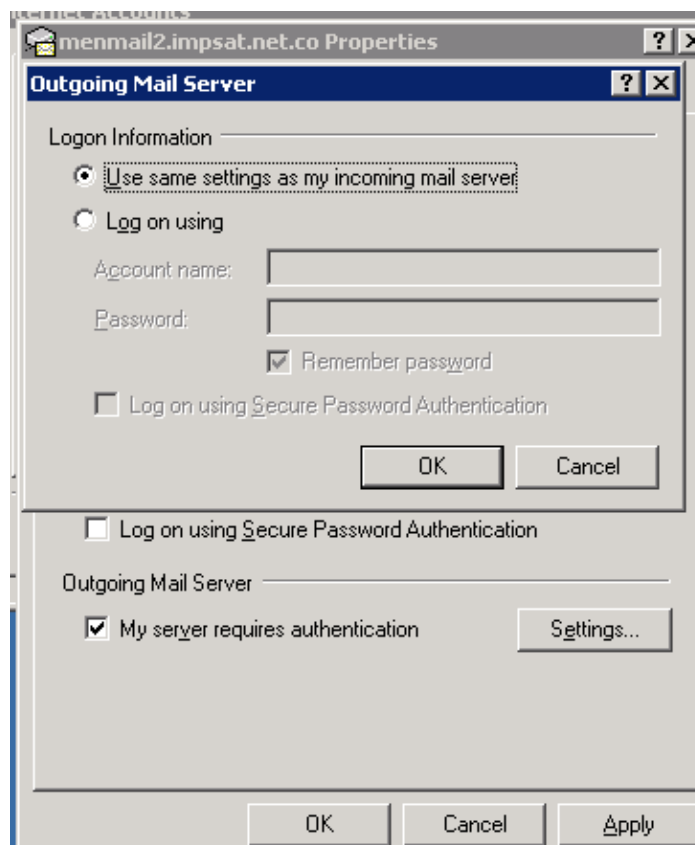 ternet Accounts
menmail2.impsat.net.co Properties
Outgoing Mail Server
Logon Information
Use same settings as my incoming mail server
Log on using
Account name:
Password:
Remember password
Log on using Secure Password Authentication
OK Cancel
Log on using Secure Password Authentication
Outgoing Mail Server
My server requires authentication Settings...
OK Cancel Apply